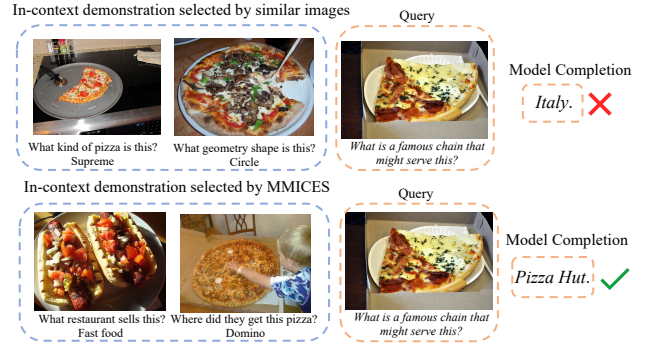 In-context demonstration selected by similar images
Query
What kind of pizza is this?
Supreme
What geometry shape is this?
Circle
What is a famous chain that
might serve this?
Model Completion
Italy.
In-context demonstration selected by MMICES
Query
What restaurant sells this?
Fast food
Where did they get this pizza?
Domino
What is a famous chain that
might serve this?
Model Completion
Pizza Hut.